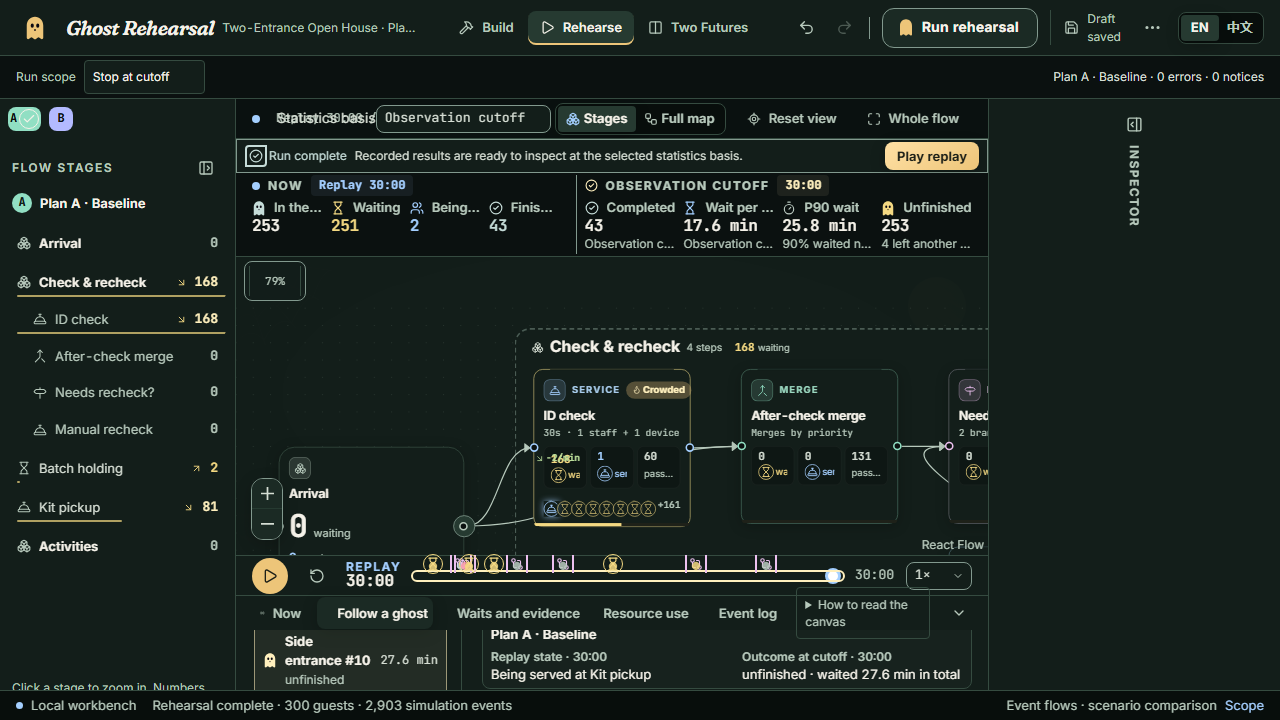 Ghost Rehearsal
Two-Entrance Open House · Pla...
Build
Rehearse
Two Futures
Run rehearsal
Draft saved
EN
中文
Run scope
Stop at cutoff
Plan A · Baseline · 0 errors · 0 notices
A
B
Statistics basis
Observation cutoff
Stages
Full map
Reset view
Whole flow
FLOW STAGES
Plan A · Baseline
Arrival 0
Check & recheck 168
ID check 168
After-check merge 0
Needs recheck? 0
Manual recheck 0
Batch holding 2
Kit pickup 81
Activities 0
Click a stage to zoom in. Numbers
Run complete Recorded results are ready to inspect at the selected statistics basis.
Play replay
NOW Replay 30:00
In the... Waiting Being... Finis...
253 251 2 43
OBSERVATION CUTOFF 30:00
Completed Wait per ... P90 wait Unfinished
43 17.6 min 25.8 min 253
Observation c... Observation c... 90% waited n... 4 left another ...
INSPECTOR
79%
Check & recheck 4 steps 168 waiting
SERVICE Crowded
ID check
30s · 1 staff + 1 device
168 1 60
wa ser pass...
+161
MERGE
After-check merge
Merges by priority
0 0 131
wa ser pass...
Need
2 bra
0
w
Arrival
0 waiting
React Flow
REPLAY
30:00
30:00
1×
Now
Follow a ghost
Waits and evidence
Resource use
Event log
How to read the canvas
Side entrance #10 27.6 min
unfinished
Plan A · Baseline
Replay state · 30:00
Being served at Kit pickup
Outcome at cutoff · 30:00
unfinished · waited 27.6 min in total
Local workbench
Rehearsal complete · 300 guests · 2,903 simulation events
Event flows · scenario comparison
Scope